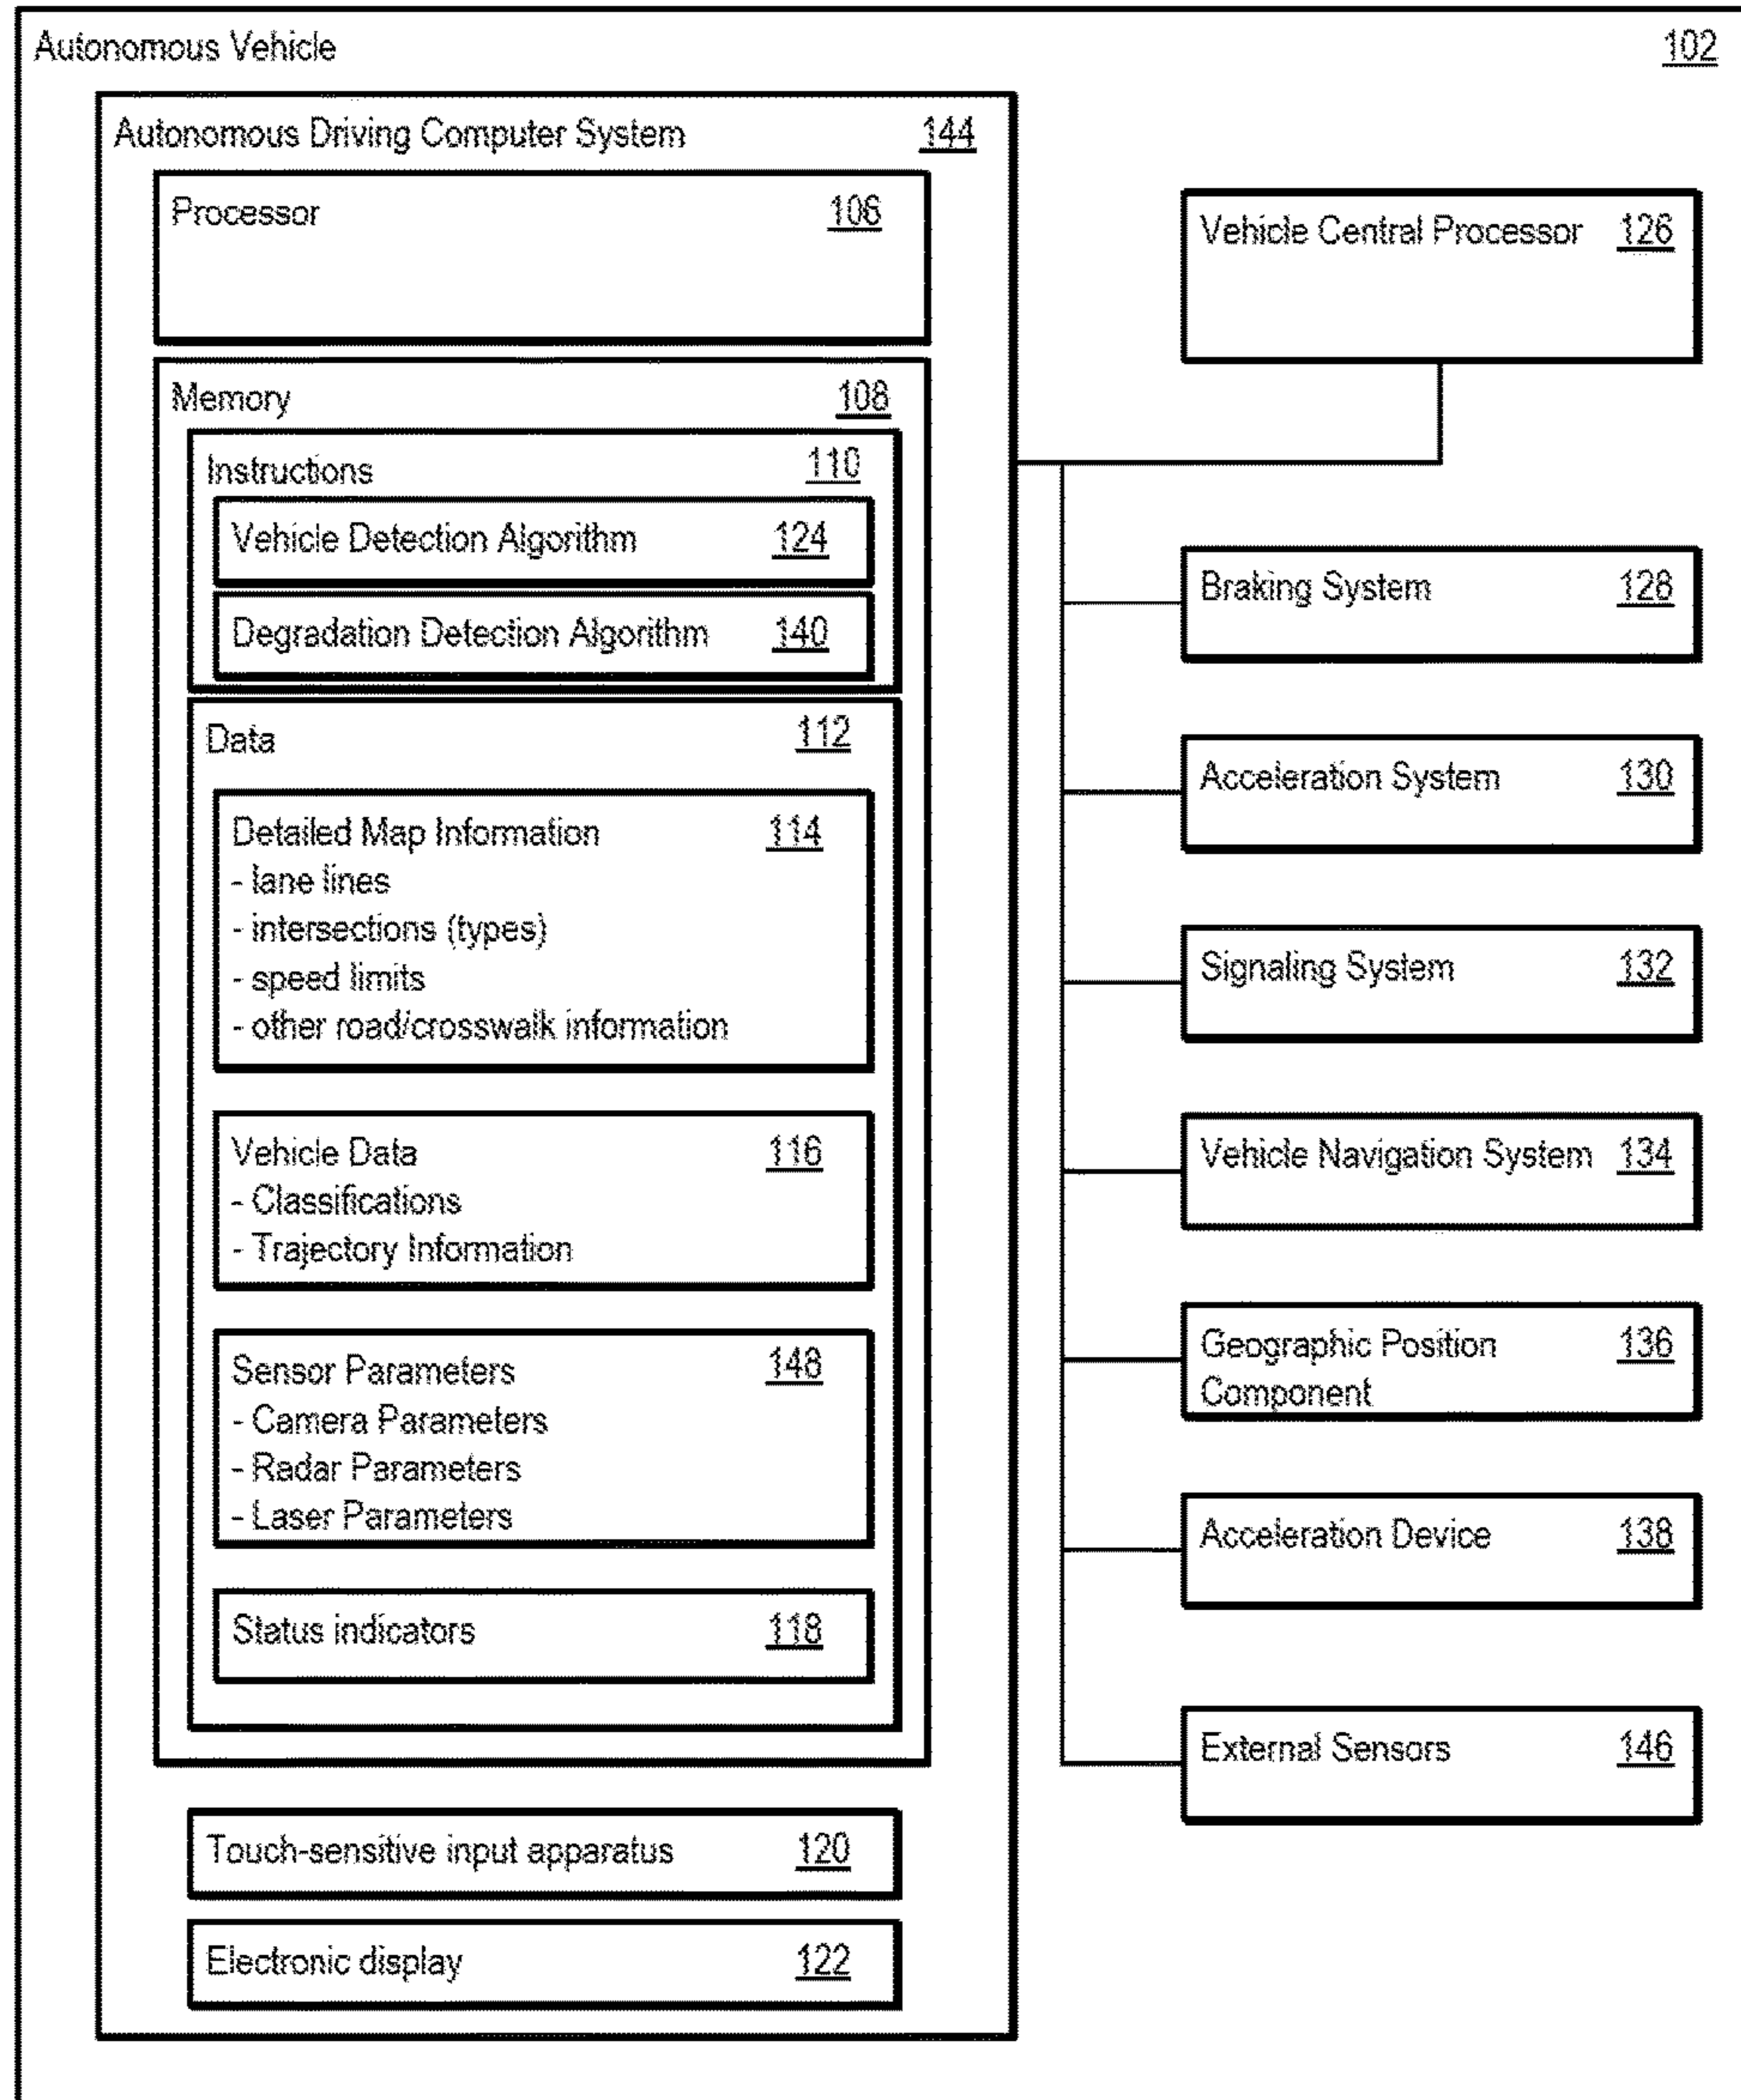 Autonomous Vehicle 102
Autonomous Driving Computer System 144
Processor 106
Memory 108
Instructions 110
Vehicle Detection Algorithm 124
Degradation Detection Algorithm 140
Data 112
Detailed Map Information 114
- lane lines
- intersections (types)
- speed limits
- other road/crosswalk information
Vehicle Data 116
- Classifications
- Trajectory Information
Sensor Parameters 148
- Camera Parameters
- Radar Parameters
- Laser Parameters
Status indicators 118
Touch-sensitive input apparatus 120
Electronic display 122
Vehicle Central Processor 126
Braking System 128
Acceleration System 130
Signaling System 132
Vehicle Navigation System 134
Geographic Position 136
Component
Acceleration Device 138
External Sensors 146